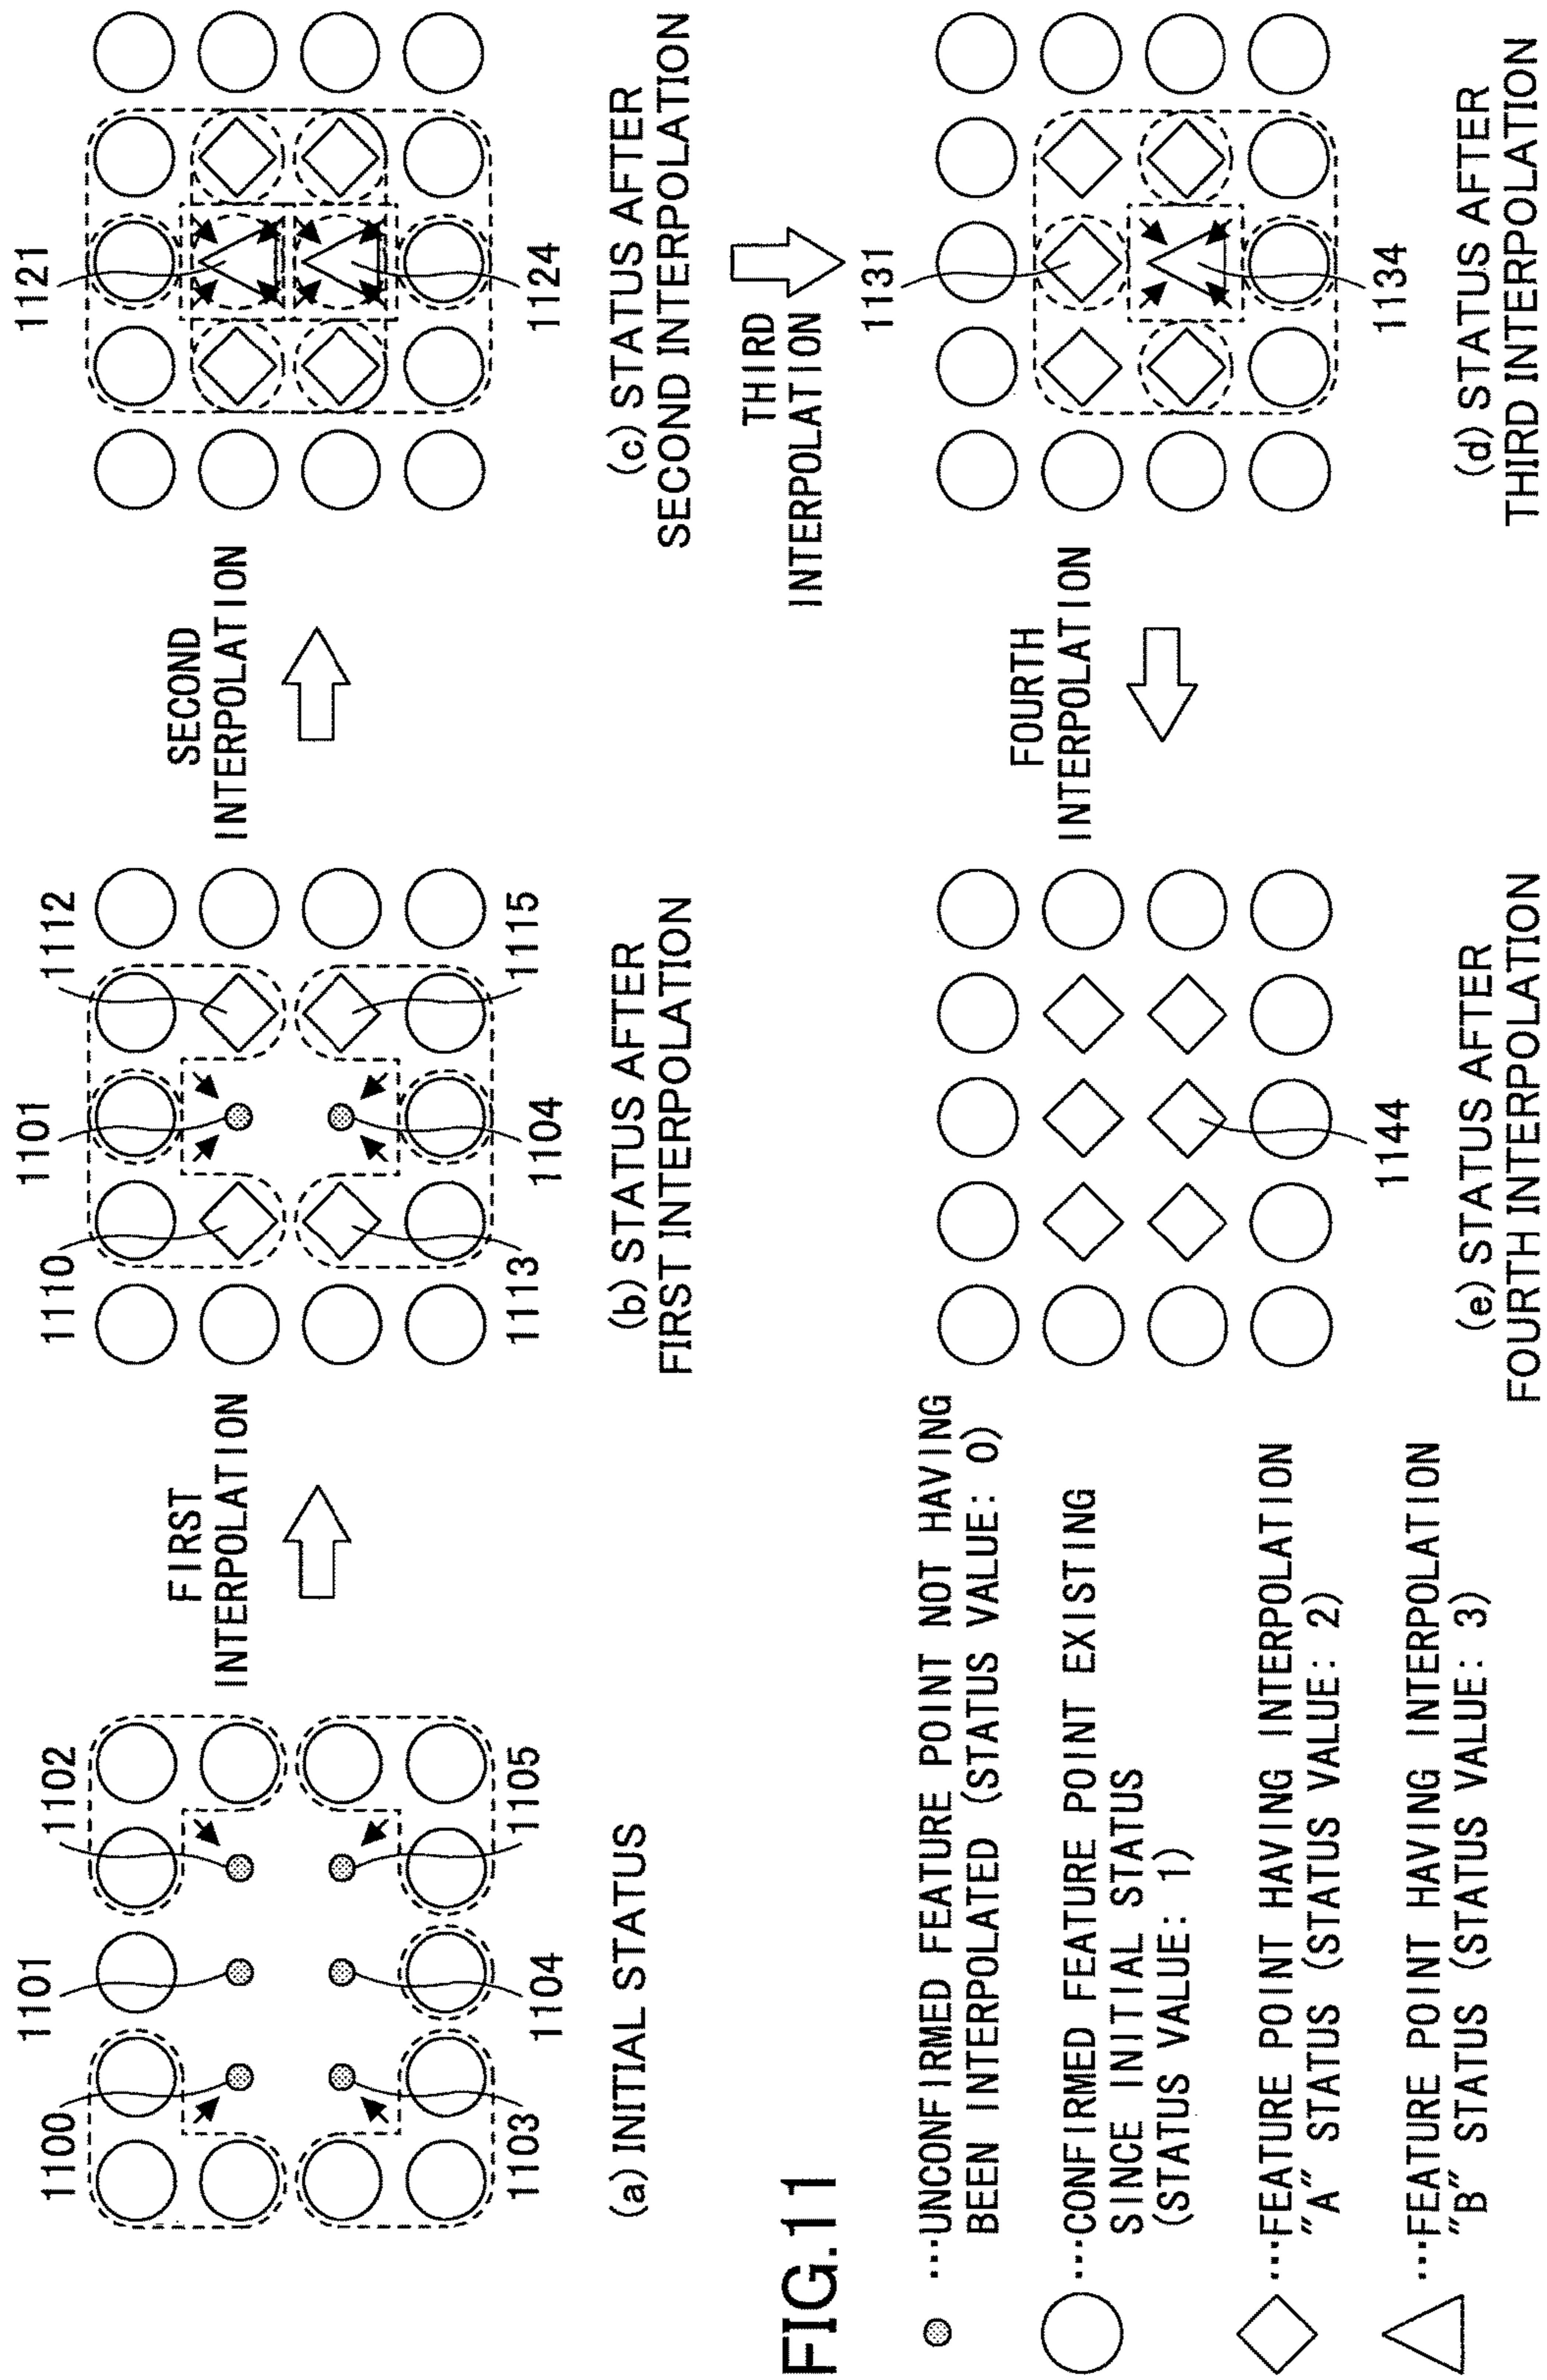 FIG.11
1100
1101
1102
1103
1104
1105
(a) INITIAL STATUS
FIRST
INTERPOLATION
1110
1101
1112
1113
1104
1115
(b) STATUS AFTER
FIRST INTERPOLATION
SECOND
INTERPOLATION
1121
1124
(c) STATUS AFTER
SECOND INTERPOLATION
THIRD
INTERPOLATION
1131
1134
(d) STATUS AFTER
THIRD INTERPOLATION
FOURTH
INTERPOLATION
1144
(e) STATUS AFTER
FOURTH INTERPOLATION
···UNCONFIRMED FEATURE POINT NOT HAVING
BEEN INTERPOLATED (STATUS VALUE: 0)
···CONFIRMED FEATURE POINT EXISTING
SINCE INITIAL STATUS
(STATUS VALUE: 1)
···FEATURE POINT HAVING INTERPOLATION
"A" STATUS (STATUS VALUE: 2)
···FEATURE POINT HAVING INTERPOLATION
"B" STATUS (STATUS VALUE: 3)